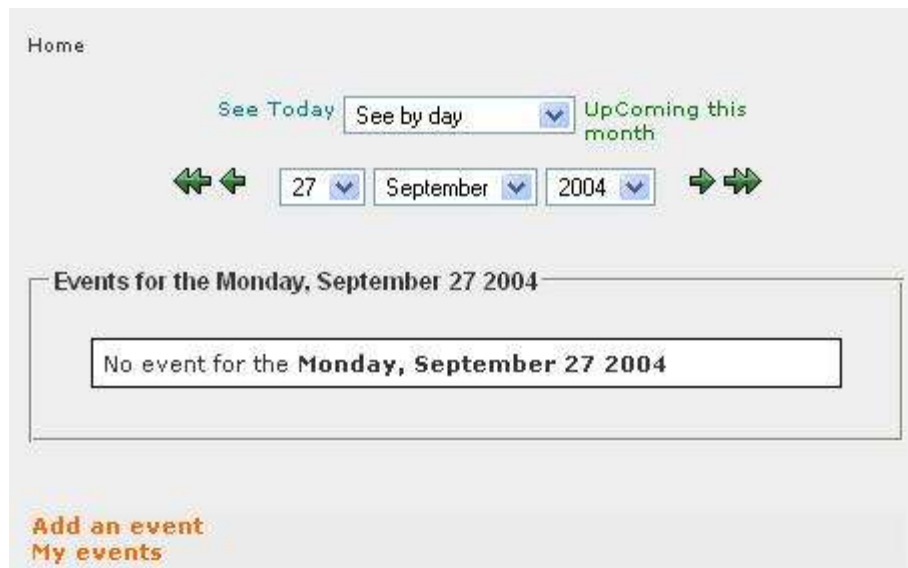 Home
See Today See by day UpComing this
month
27 September 2004
Events for the Monday, September 27 2004
No event for the Monday, September 27 2004
Add an event
My events